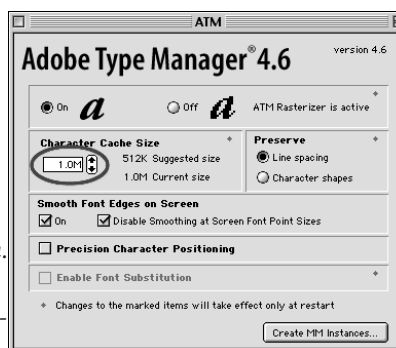 ATM
Adobe Type Manager® 4.6
version 4.6
On a Off a ATM Rasterizer is active
Character Cache Size
1.0M
512K Suggested size
1.0M Current size
Preserve
Line spacing
Character shapes
Smooth Font Edges on Screen
On Disable Smoothing at Screen Font Point Sizes
Precision Character Positioning
Enable Font Substitution
Changes to the marked items will take effect only at restart
Create MM Instances...